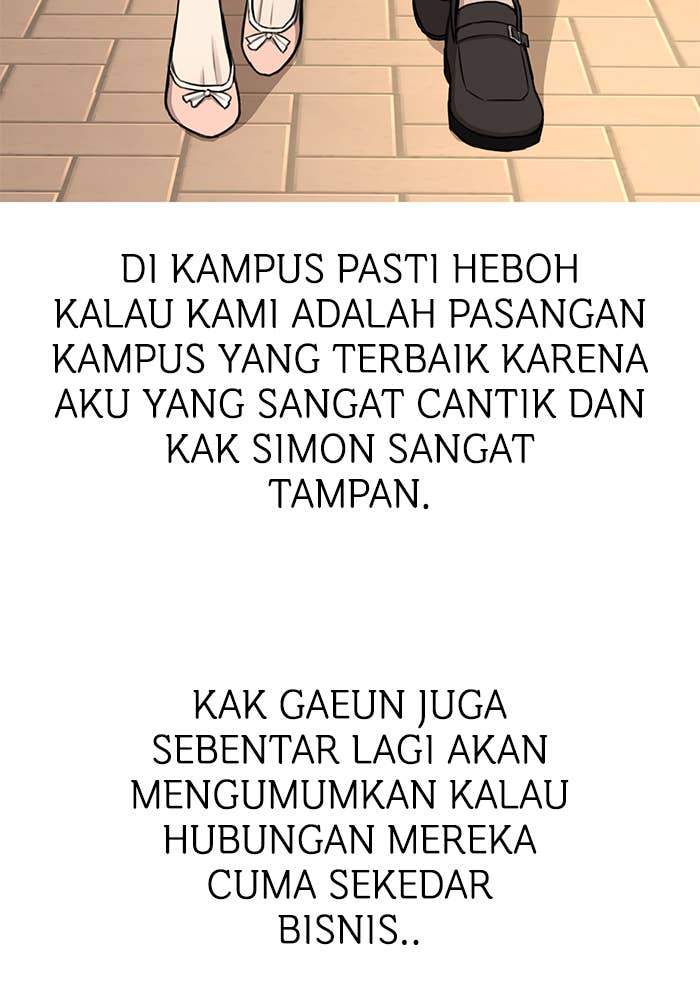 DI KAMPUS PASTI HEBOH
KALAU KAMI ADALAH PASANGAN
KAMPUS YANG TERBAIK KARENA
AKU YANG SANGAT CANTIK DAN
KAK SIMON SANGAT
TAMPAN.
KAK GAEUN JUGA
SEBENTAR LAGI AKAN
MENGUMUMKAN KALAU
HUBUNGAN MEREKA
CUMA SEKEDAR
BISNIS..